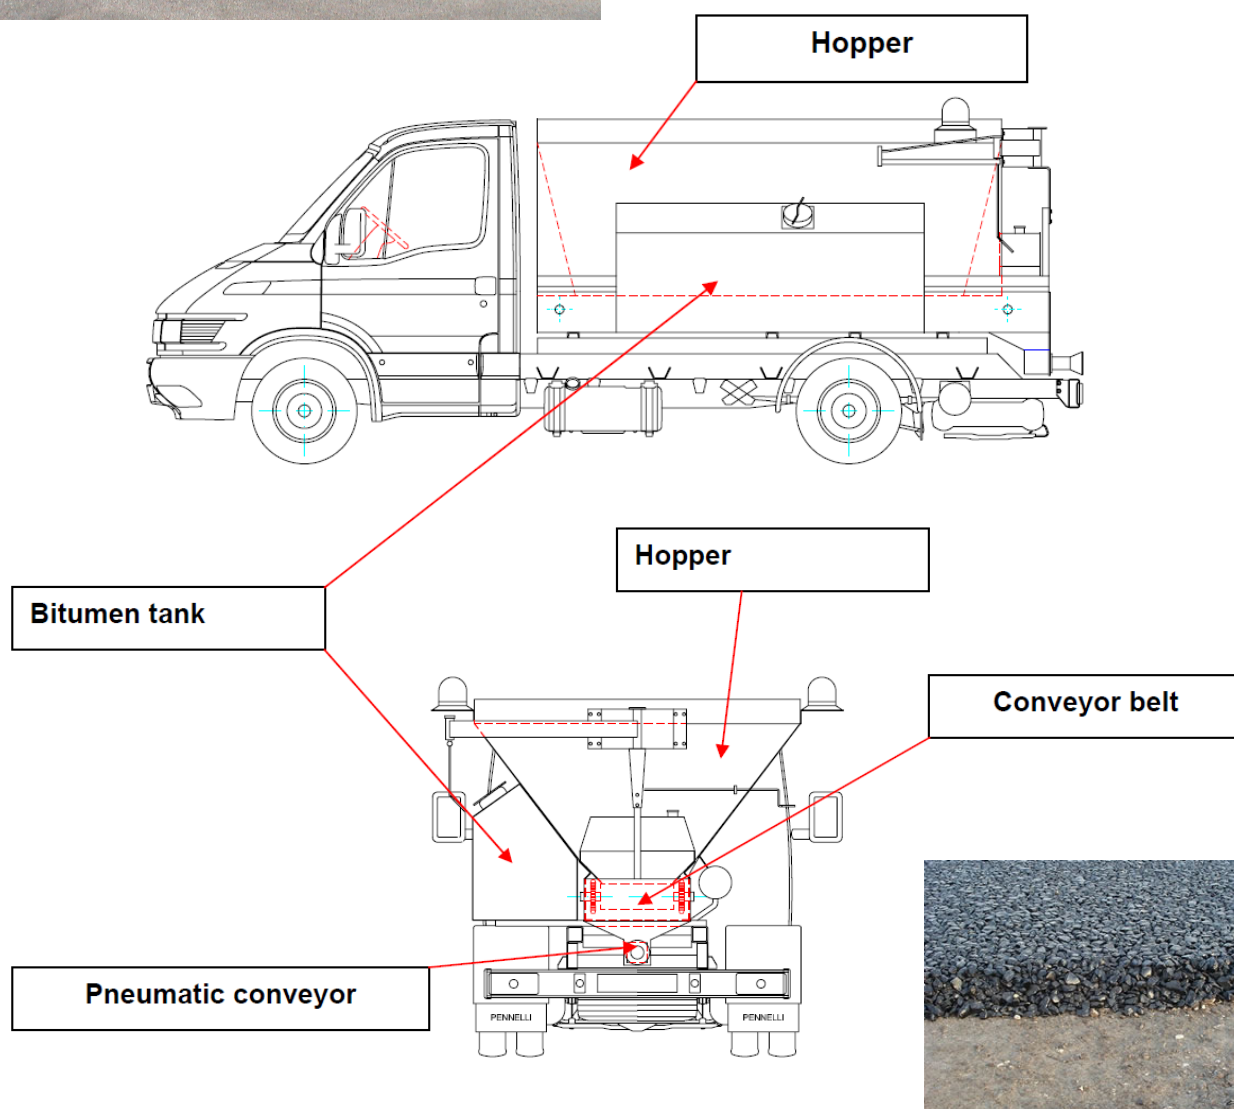 Hopper
Hopper
Bitumen tank
Conveyor belt
Pneumatic conveyor
PENNELLI
PENNELLI